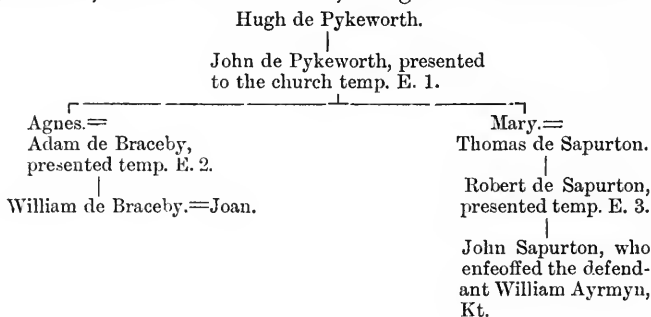 Hugh de Pykeworth.
John de Pykeworth, presented
to the church temp. E. 1.
Agnes.=
Adam de Braceby,
presented temp. E. 2.
William de Braceby.=Joan.
Mary.=
Thomas de Sapurton.
Robert de Sapurton,
presented temp. E. 3.
John Sapurton, who
enfeoffed the defend-
ant William Ayrmyn,
Kt.